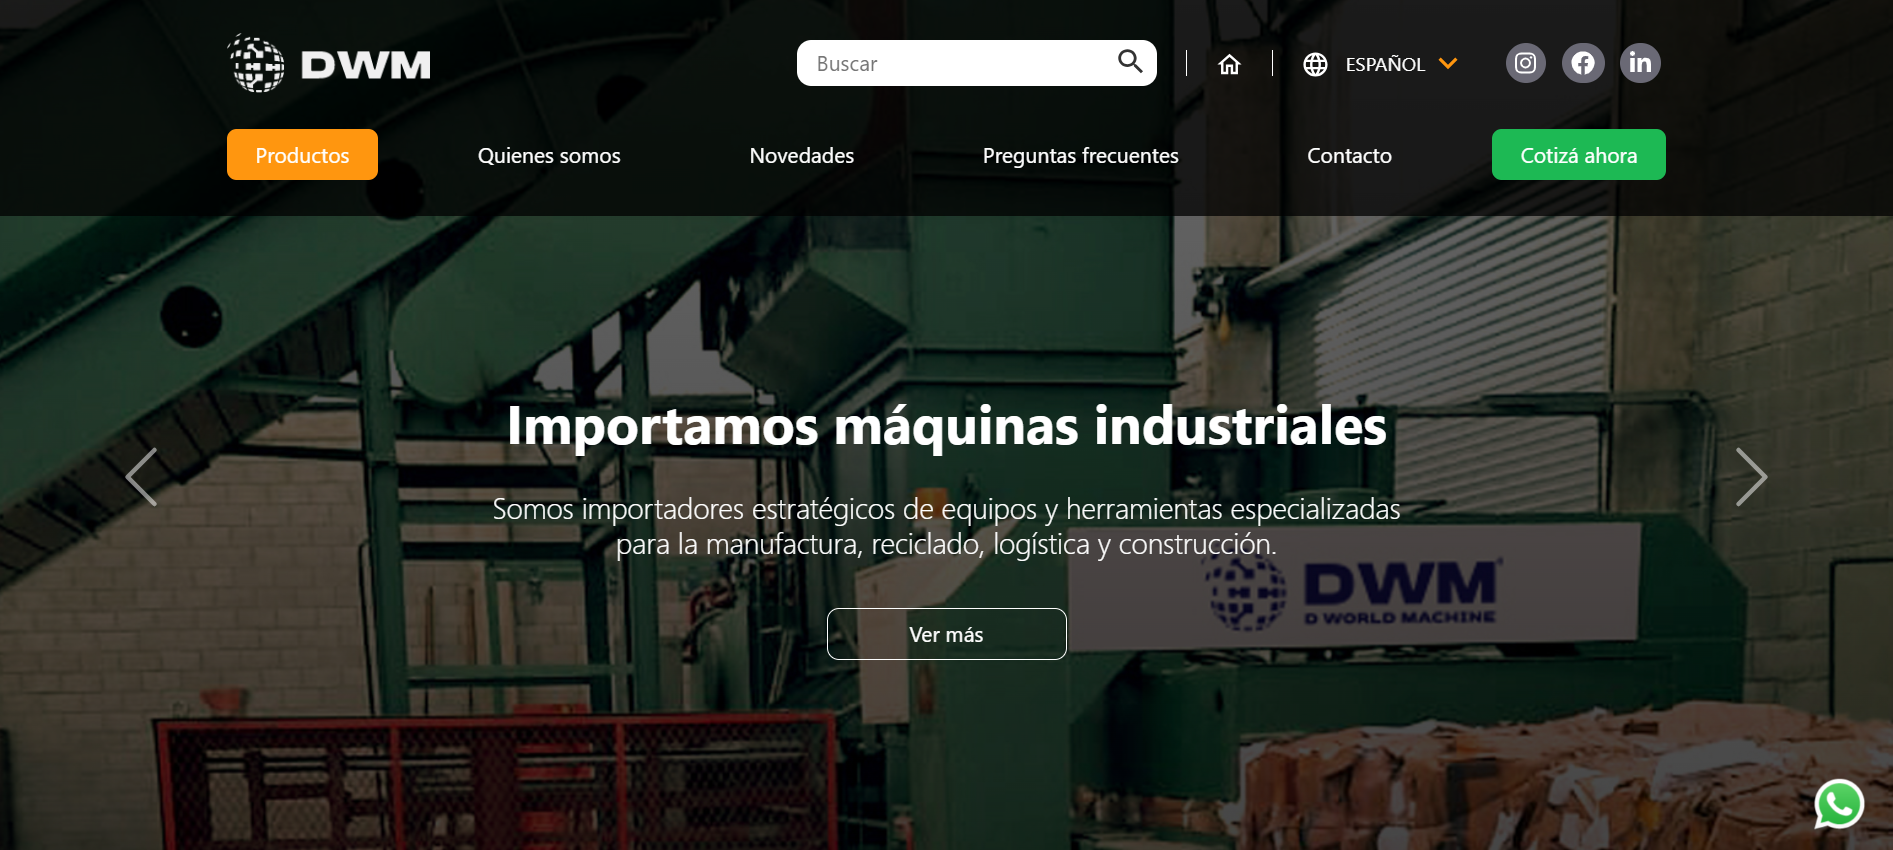 DWM
Buscar
ESPAÑOL
Productos
Quienes somos
Novedades
Preguntas frecuentes
Contacto
Cotizá ahora
Importamos máquinas industriales
Somos importadores estratégicos de equipos y herramientas especializadas
para la manufactura, reciclado, logística y construcción.
DWM®
D WORLD MACHINE
Ver más